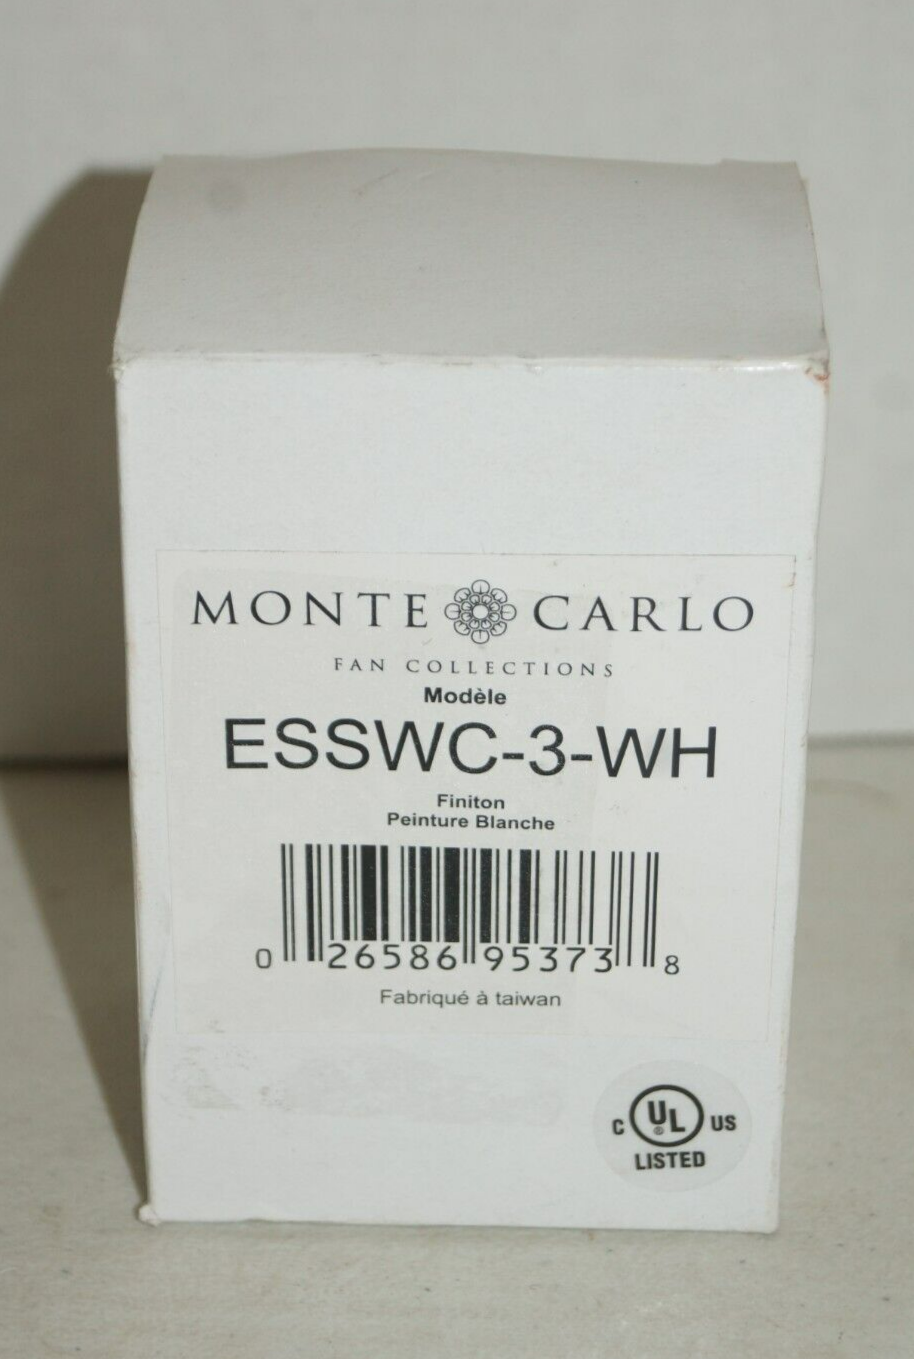 MONTE CARLO
FAN COLLECTIONS
Modèle
ESSWC-3-WH
Finiton
Peinture Blanche
0 26586 95373 8
Fabriqué à taiwan
C UL® US
LISTED